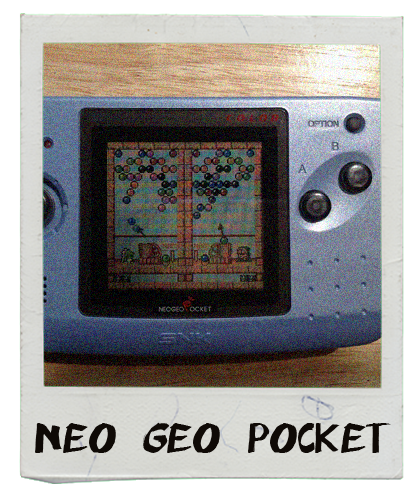 COLOR
OPTION
B
A
NEOGEO POCKET
SNK
NEO GEO POCKET